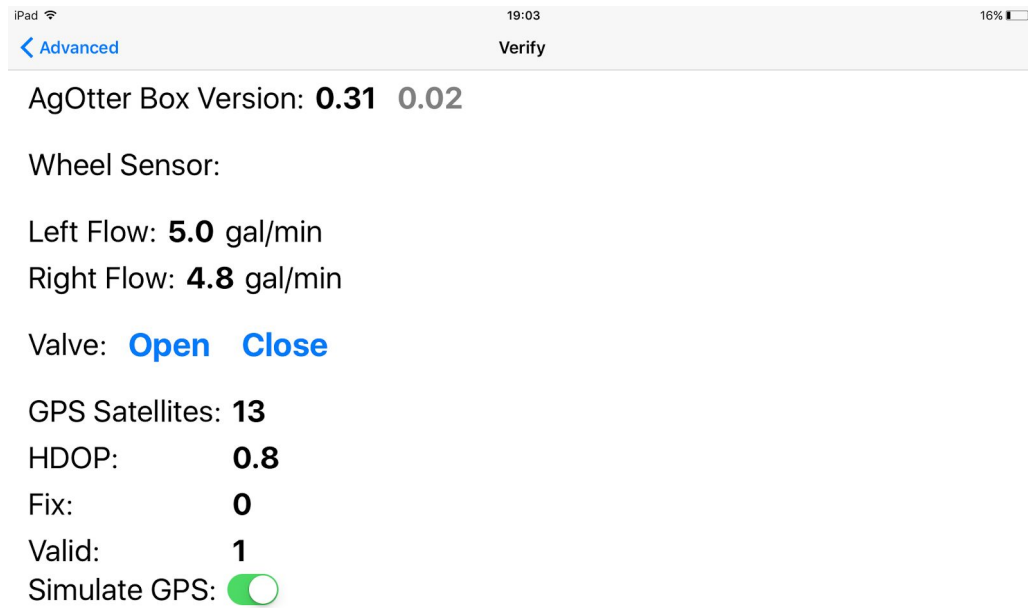 iPad 19:03 16%
Advanced Verify
AgOtter Box Version: 0.31 0.02
Wheel Sensor:
Left Flow: 5.0 gal/min
Right Flow: 4.8 gal/min
Valve: Open Close
GPS Satellites: 13
HDOP: 0.8
Fix: 0
Valid: 1
Simulate GPS: